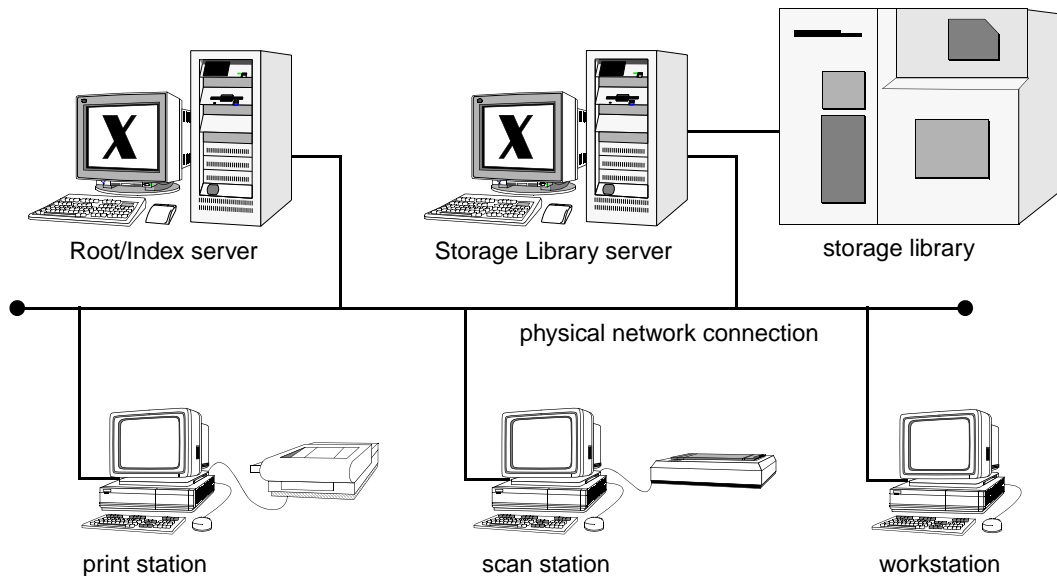 X
X
Root/Index server
Storage Library server
storage library
physical network connection
print station
scan station
workstation